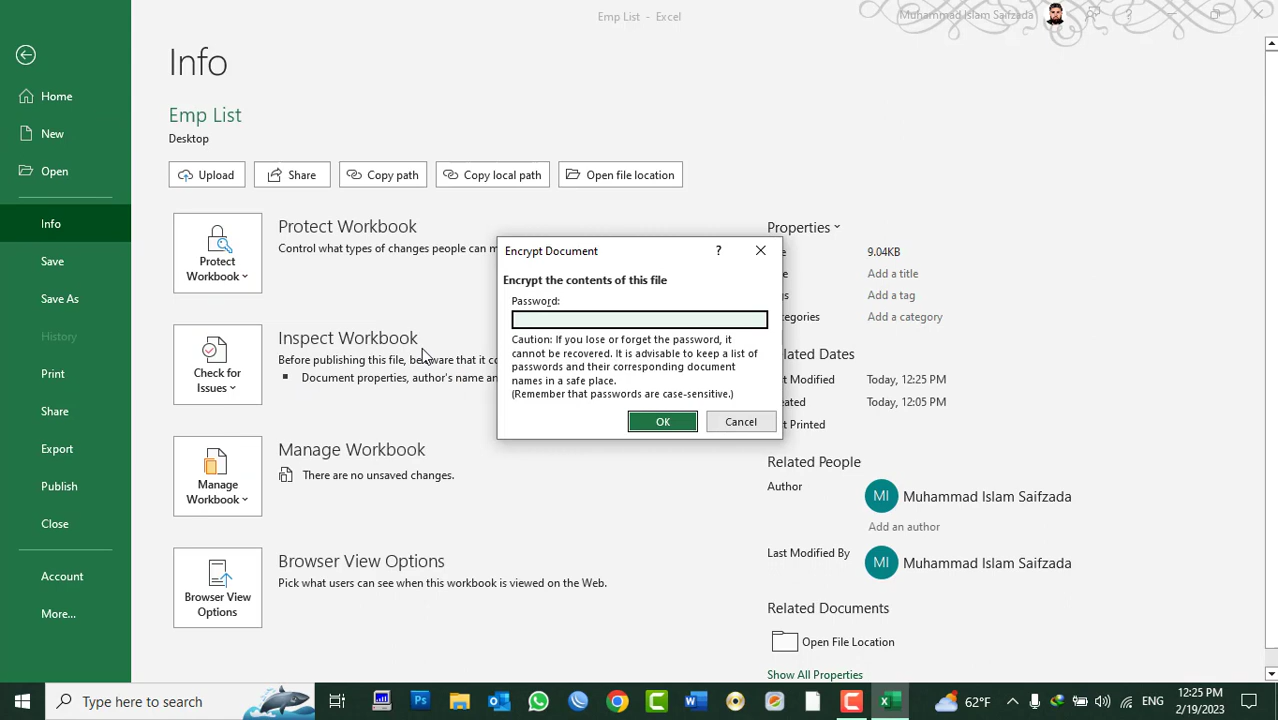 Emp List - Excel
Muhammad Islam Saifzada
Info
Home
New
Open
Info
Save
Save As
History
Print
Share
Export
Publish
Close
Account
More...
Emp List
Desktop
Upload
Share
Copy path
Copy local path
Open file location
Protect Workbook
Protect Workbook
Control what types of changes people can m
Check for Issues
Inspect Workbook
Before publishing this file, be aware that it co
Document properties, author's name an
Manage Workbook
Manage Workbook
There are no unsaved changes.
Browser View Options
Browser View Options
Pick what users can see when this workbook is viewed on the Web.
Encrypt Document
?
Encrypt the contents of this file
Password:
Caution: If you lose or forget the password, it
cannot be recovered. It is advisable to keep a list of
passwords and their corresponding document
names in a safe place.
(Remember that passwords are case-sensitive.)
OK
Cancel
Properties
9.04KB
Add a title
Add a tag
Add a category
Today, 12:25 PM
Today, 12:05 PM
Related People
Author
MI Muhammad Islam Saifzada
Add an author
Last Modified By
MI Muhammad Islam Saifzada
Related Documents
Open File Location
Show All Properties
Type here to search
62°F
ENG
12:25 PM
2/19/2023